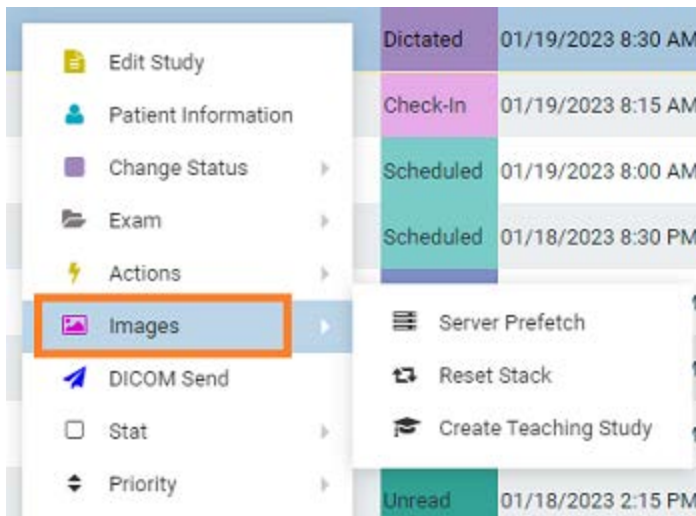 Edit Study
Patient Information
Change Status
Exam
Actions
Images
DICOM Send
Stat
Priority
Server Prefetch
Reset Stack
Create Teaching Study
Dictated 01/19/2023 8:30 AM
Check-In 01/19/2023 8:15 AM
Scheduled 01/19/2023 8:00 AM
Scheduled 01/18/2023 8:30 PM
Unread 01/18/2023 2:15 PM